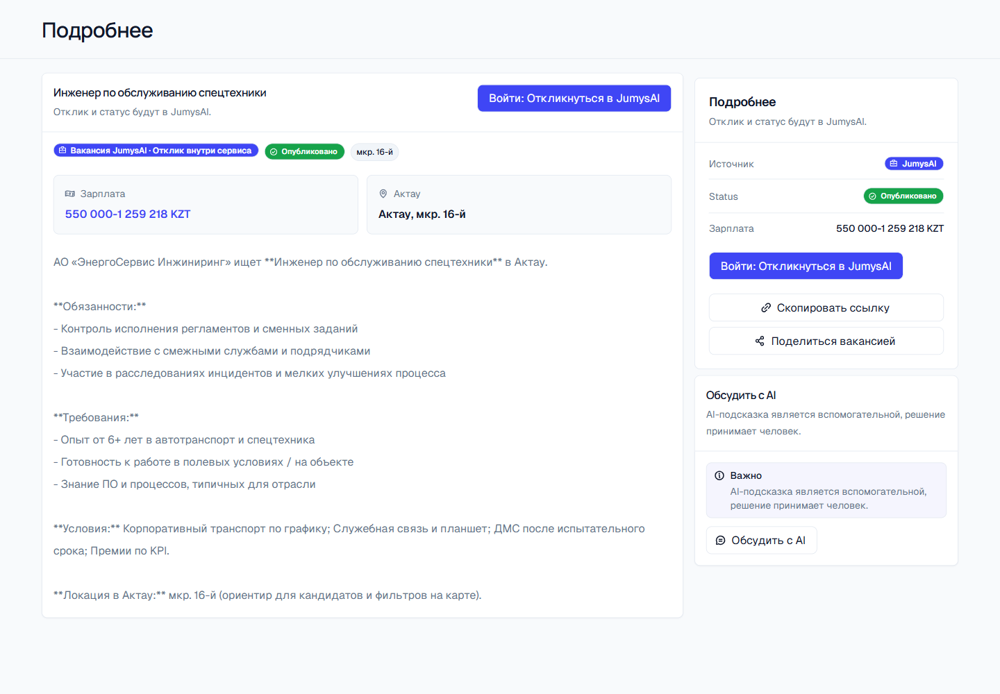 Подробнее
Инженер по обслуживанию спецтехники
Отклик и статус будут в JumysAI.
Войти: Откликнуться в JumysAI
Вакансия JumysAI · Отклик внутри сервиса
Опубликовано
мкр. 16-й
Зарплата
550 000-1 259 218 KZT
Актау
Актау, мкр. 16-й
АО «ЭнергоСервис Инжиниринг» ищет **Инженер по обслуживанию спецтехники** в Актау.
**Обязанности:**
- Контроль исполнения регламентов и сменных заданий
- Взаимодействие с смежными службами и подрядчиками
- Участие в расследованиях инцидентов и мелких улучшениях процесса
**Требования:**
- Опыт от 6+ лет в автотранспорт и спецтехника
- Готовность к работе в полевых условиях / на объекте
- Знание ПО и процессов, типичных для отрасли
**Условия:** Корпоративный транспорт по графику; Служебная связь и планшет; ДМС после испытательного
срока; Премии по KPI.
**Локация в Актау:** мкр. 16-й (ориентир для кандидатов и фильтров на карте).
Подробнее
Отклик и статус будут в JumysAI.
Источник
JumysAI
Status
Опубликовано
Зарплата
550 000-1 259 218 KZT
Войти: Откликнуться в JumysAI
Скопировать ссылку
Поделиться вакансией
Обсудить с AI
AI-подсказка является вспомогательной, решение
принимает человек.
Важно
AI-подсказка является вспомогательной,
решение принимает человек.
Обсудить с AI